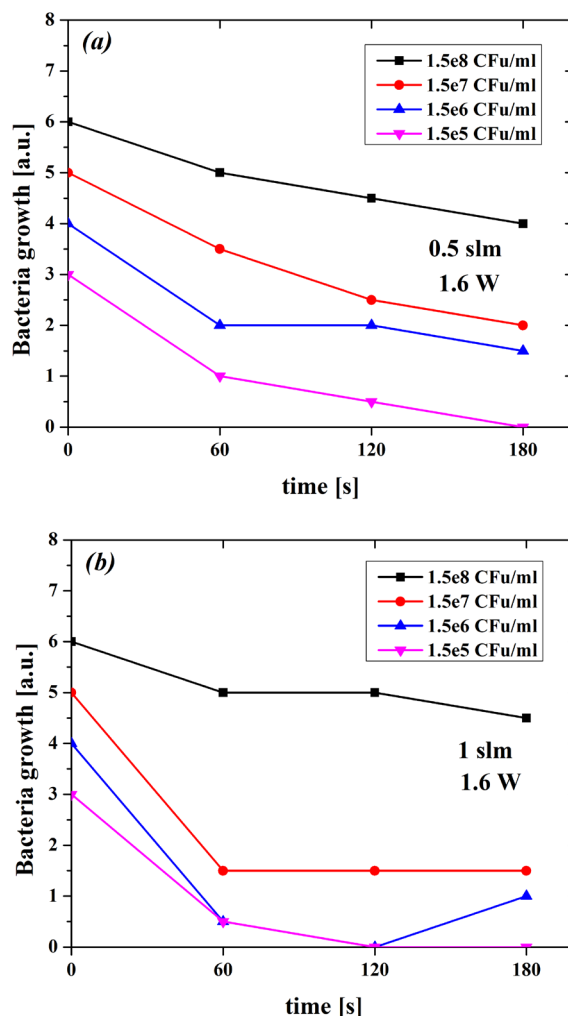 (a)
1.5e8 CFu/ml
1.5e7 CFu/ml
1.5e6 CFu/ml
1.5e5 CFu/ml
8
7
6
5
4
3
2
1
0
Bacteria growth [a.u.]
0.5 slm
1.6 W
0 60 120 180
time [s]
(b)
1.5e8 CFu/ml
1.5e7 CFu/ml
1.5e6 CFu/ml
1.5e5 CFu/ml
8
7
6
5
4
3
2
1
0
Bacteria growth [a.u.]
1 slm
1.6 W
0 60 120 180
time [s]